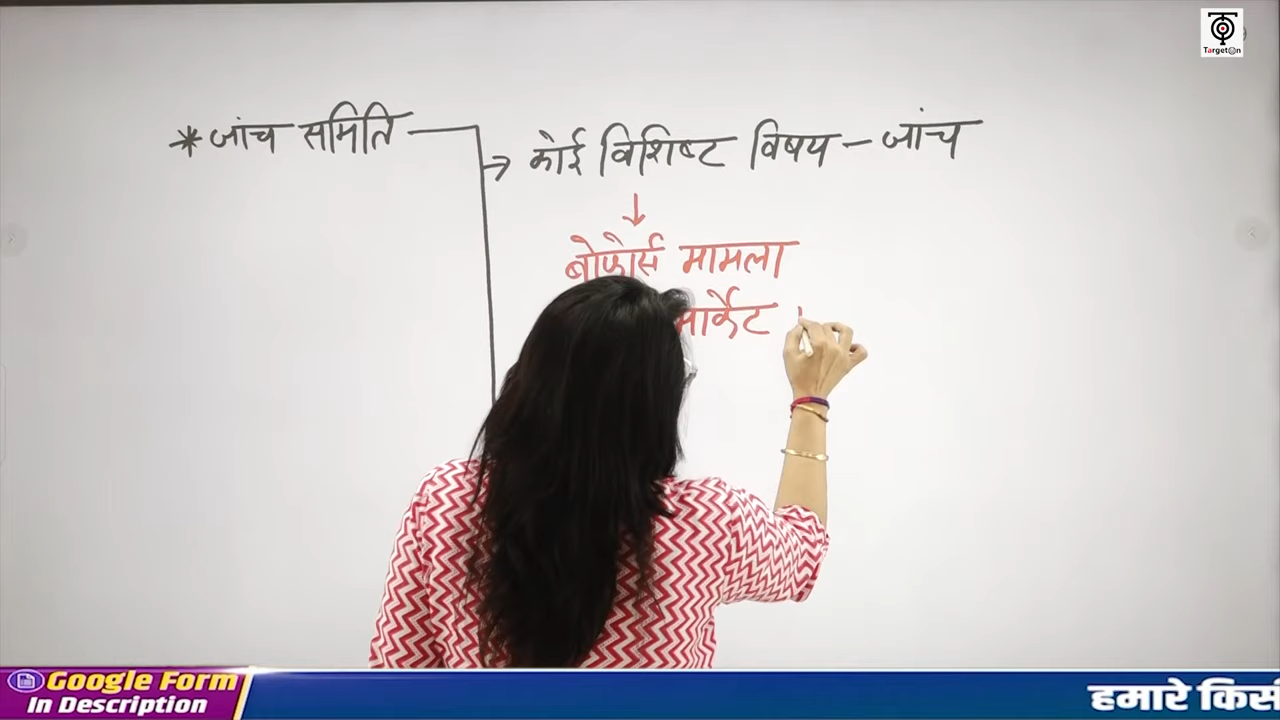 TargetOn
* जांच समिति
→ कोई विशिष्ट विषय – जांच
↓
बोफोर्स मामला
मार्केट
Google Form
In Description
हमारे किसी